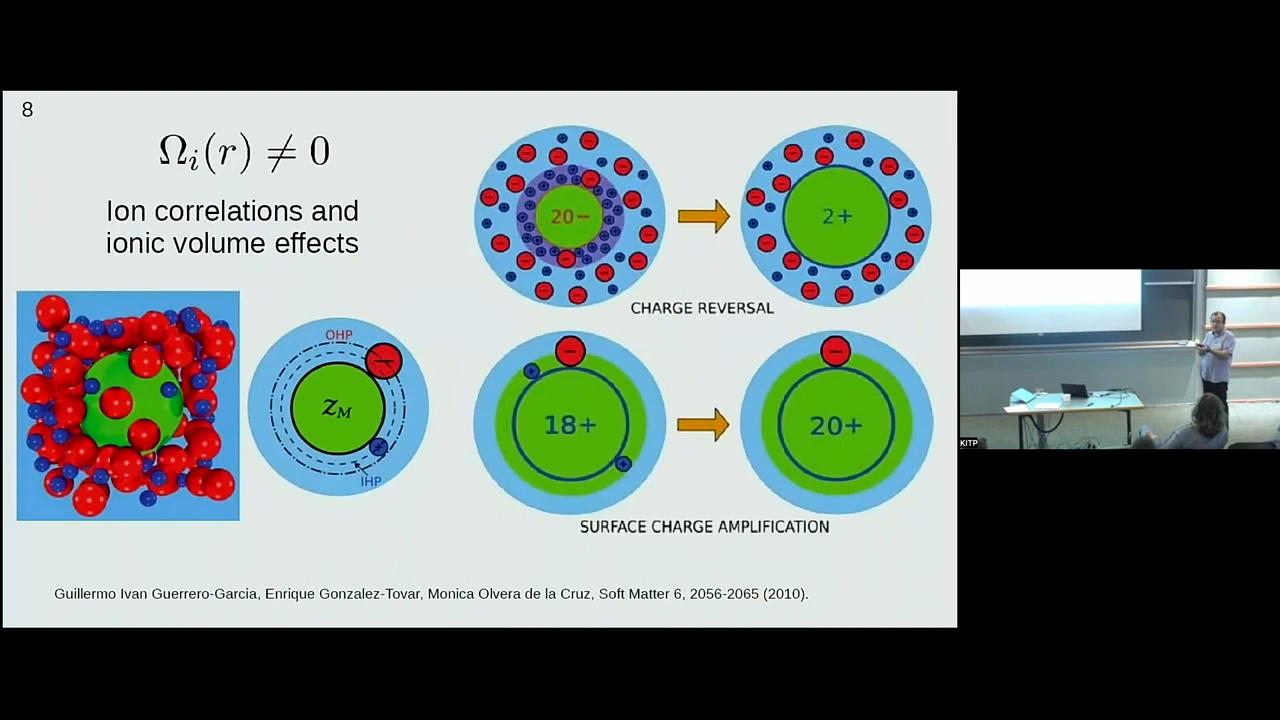 8
Ωᵢ(r) ≠ 0
Ion correlations and
ionic volume effects
20−
2+
CHARGE REVERSAL
OHP
z_M
IHP
18+
20+
SURFACE CHARGE AMPLIFICATION
Guillermo Ivan Guerrero-Garcia, Enrique Gonzalez-Tovar, Monica Olvera de la Cruz, Soft Matter 6, 2056-2065 (2010).
KITP